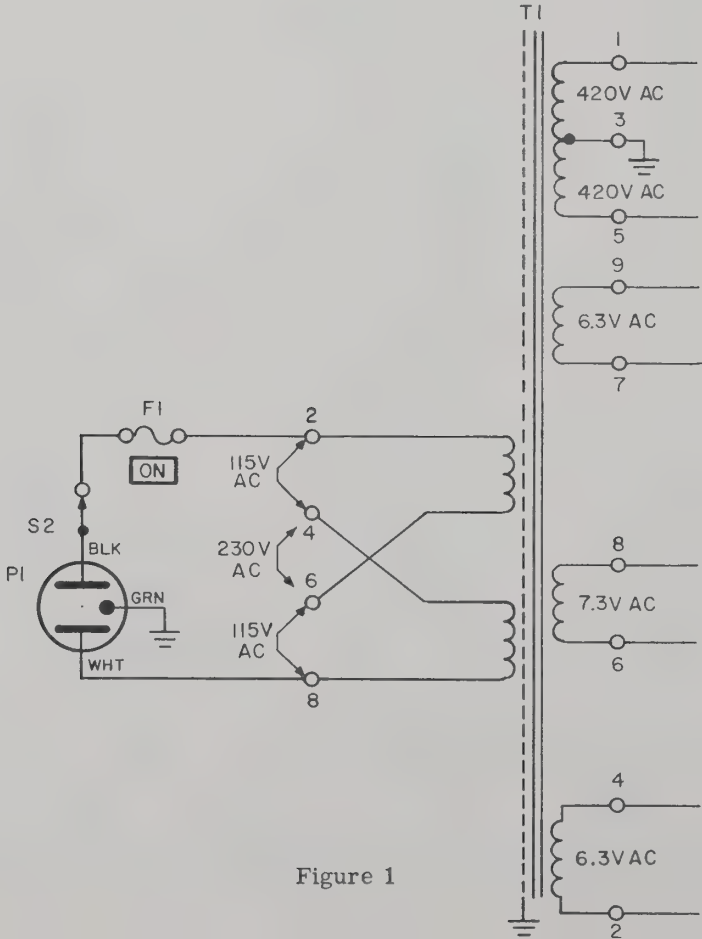 T1
1
420V AC
3
420V AC
5
9
6.3V AC
7
F1
ON
2
115V
AC
4
S2
BLK
230V
AC
6
P1
GRN
115V
AC
WHT
8
8
7.3V AC
6
4
6.3V AC
2
Figure 1